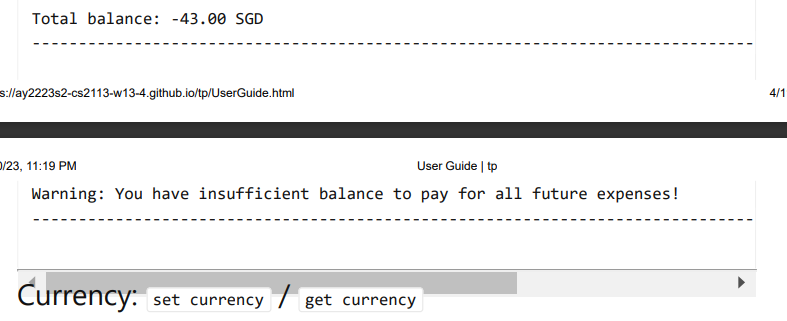 Total balance: -43.00 SGD
--------------------------------------------------------------------------------
s://ay2223s2-cs2113-w13-4.github.io/tp/UserGuide.html 4/1
0/23, 11:19 PM User Guide | tp
Warning: You have insufficient balance to pay for all future expenses!
--------------------------------------------------------------------------------
Currency: set currency / get currency